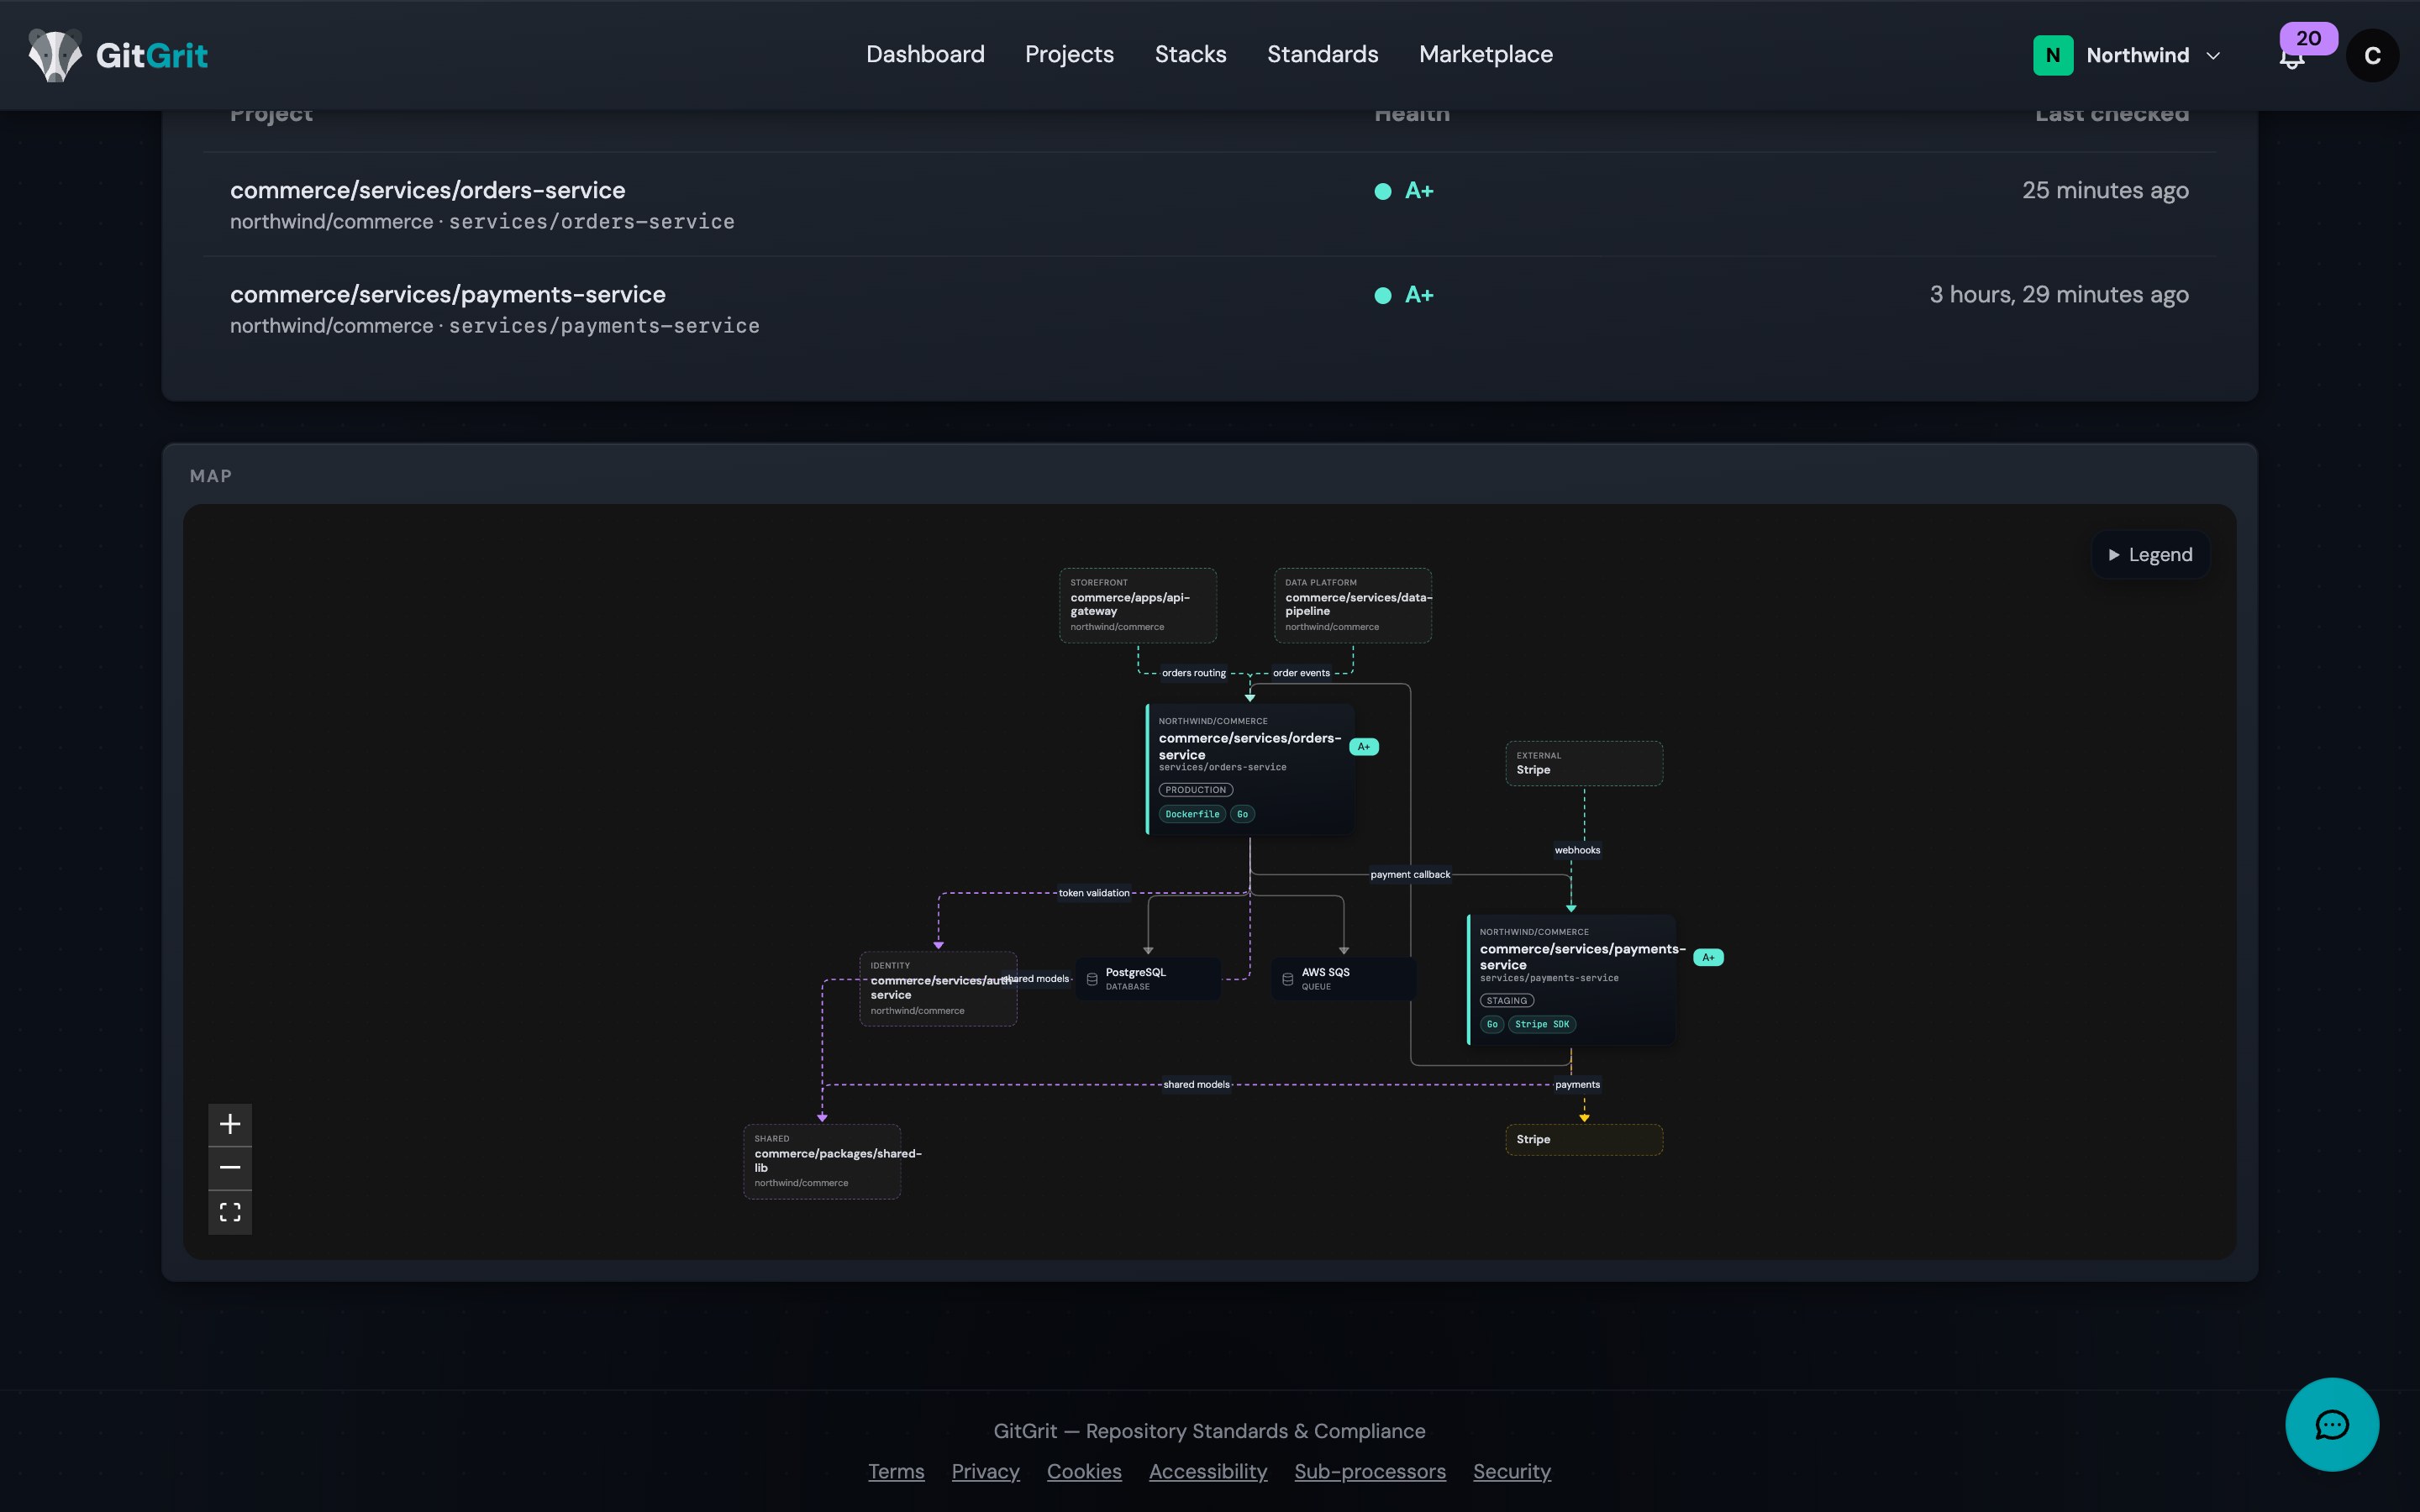 GitGrit
Dashboard
Projects
Stacks
Standards
Marketplace
N
Northwind
20
C
Project
Health
Last checked
commerce/services/orders-service
northwind/commerce · services/orders-service
A+
25 minutes ago
commerce/services/payments-service
northwind/commerce · services/payments-service
A+
3 hours, 29 minutes ago
MAP
Legend
STOREFRONT
commerce/apps/api-
gateway
northwind/commerce
DATA PLATFORM
commerce/services/data-
pipeline
northwind/commerce
orders routing
order events
NORTHWIND/COMMERCE
commerce/services/orders-
service
services/orders-service
A+
PRODUCTION
Dockerfile
Go
EXTERNAL
Stripe
webhooks
payment callback
token validation
NORTHWIND/COMMERCE
commerce/services/payments-
service
services/payments-service
A+
STAGING
Go
Stripe SDK
IDENTITY
commerce/services/auth-
service
northwind/commerce
shared models
PostgreSQL
DATABASE
AWS SQS
QUEUE
shared models
payments
SHARED
commerce/packages/shared-
lib
northwind/commerce
Stripe
GitGrit — Repository Standards & Compliance
Terms
Privacy
Cookies
Accessibility
Sub-processors
Security